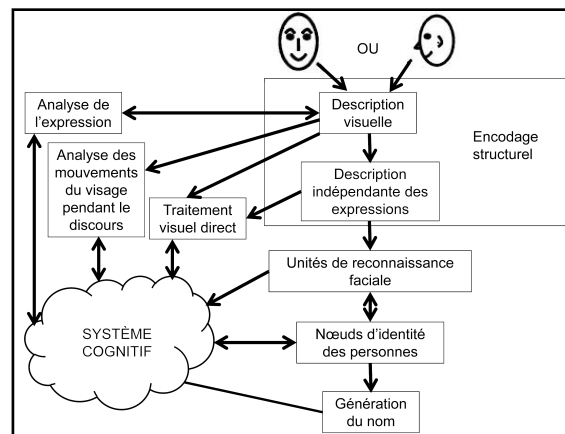 OU
Analyse de
l'expression
Description
visuelle
Encodage
structurel
Analyse des
mouvements
du visage
pendant le
discours
Traitement
visuel direct
Description
indépendante des
expressions
Unités de reconnaissance
faciale
SYSTÈME
COGNITIF
Nœuds d'identité
des personnes
Génération
du nom